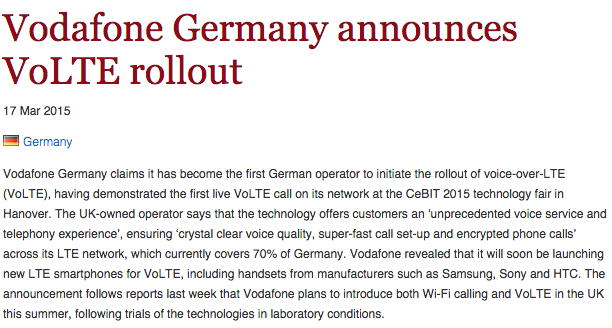 Vodafone Germany announces
VoLTE rollout
17 Mar 2015
Germany
Vodafone Germany claims it has become the first German operator to initiate the rollout of voice-over-LTE
(VoLTE), having demonstrated the first live VoLTE call on its network at the CeBIT 2015 technology fair in
Hanover. The UK-owned operator says that the technology offers customers an 'unprecedented voice service and
telephony experience', ensuring 'crystal clear voice quality, super-fast call set-up and encrypted phone calls'
across its LTE network, which currently covers 70% of Germany. Vodafone revealed that it will soon be launching
new LTE smartphones for VoLTE, including handsets from manufacturers such as Samsung, Sony and HTC. The
announcement follows reports last week that Vodafone plans to introduce both Wi-Fi calling and VoLTE in the UK
this summer, following trials of the technologies in laboratory conditions.